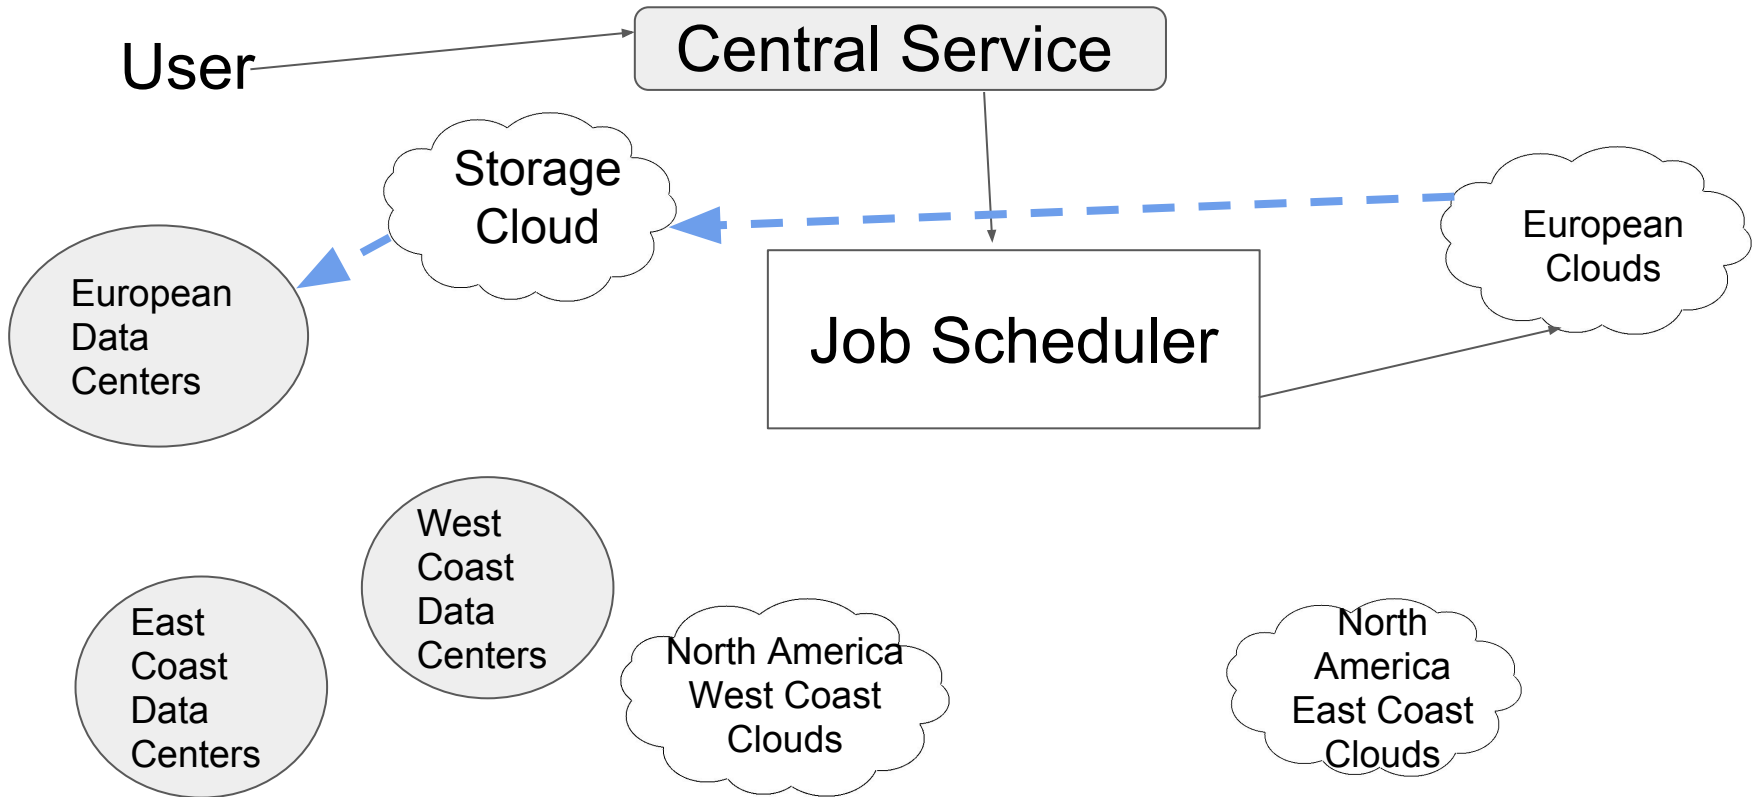 User
Central Service
Storage
Cloud
European
Clouds
European
Data
Centers
Job Scheduler
West
Coast
Data
Centers
East
Coast
Data
Centers
North America
West Coast
Clouds
North
America
East Coast
Clouds